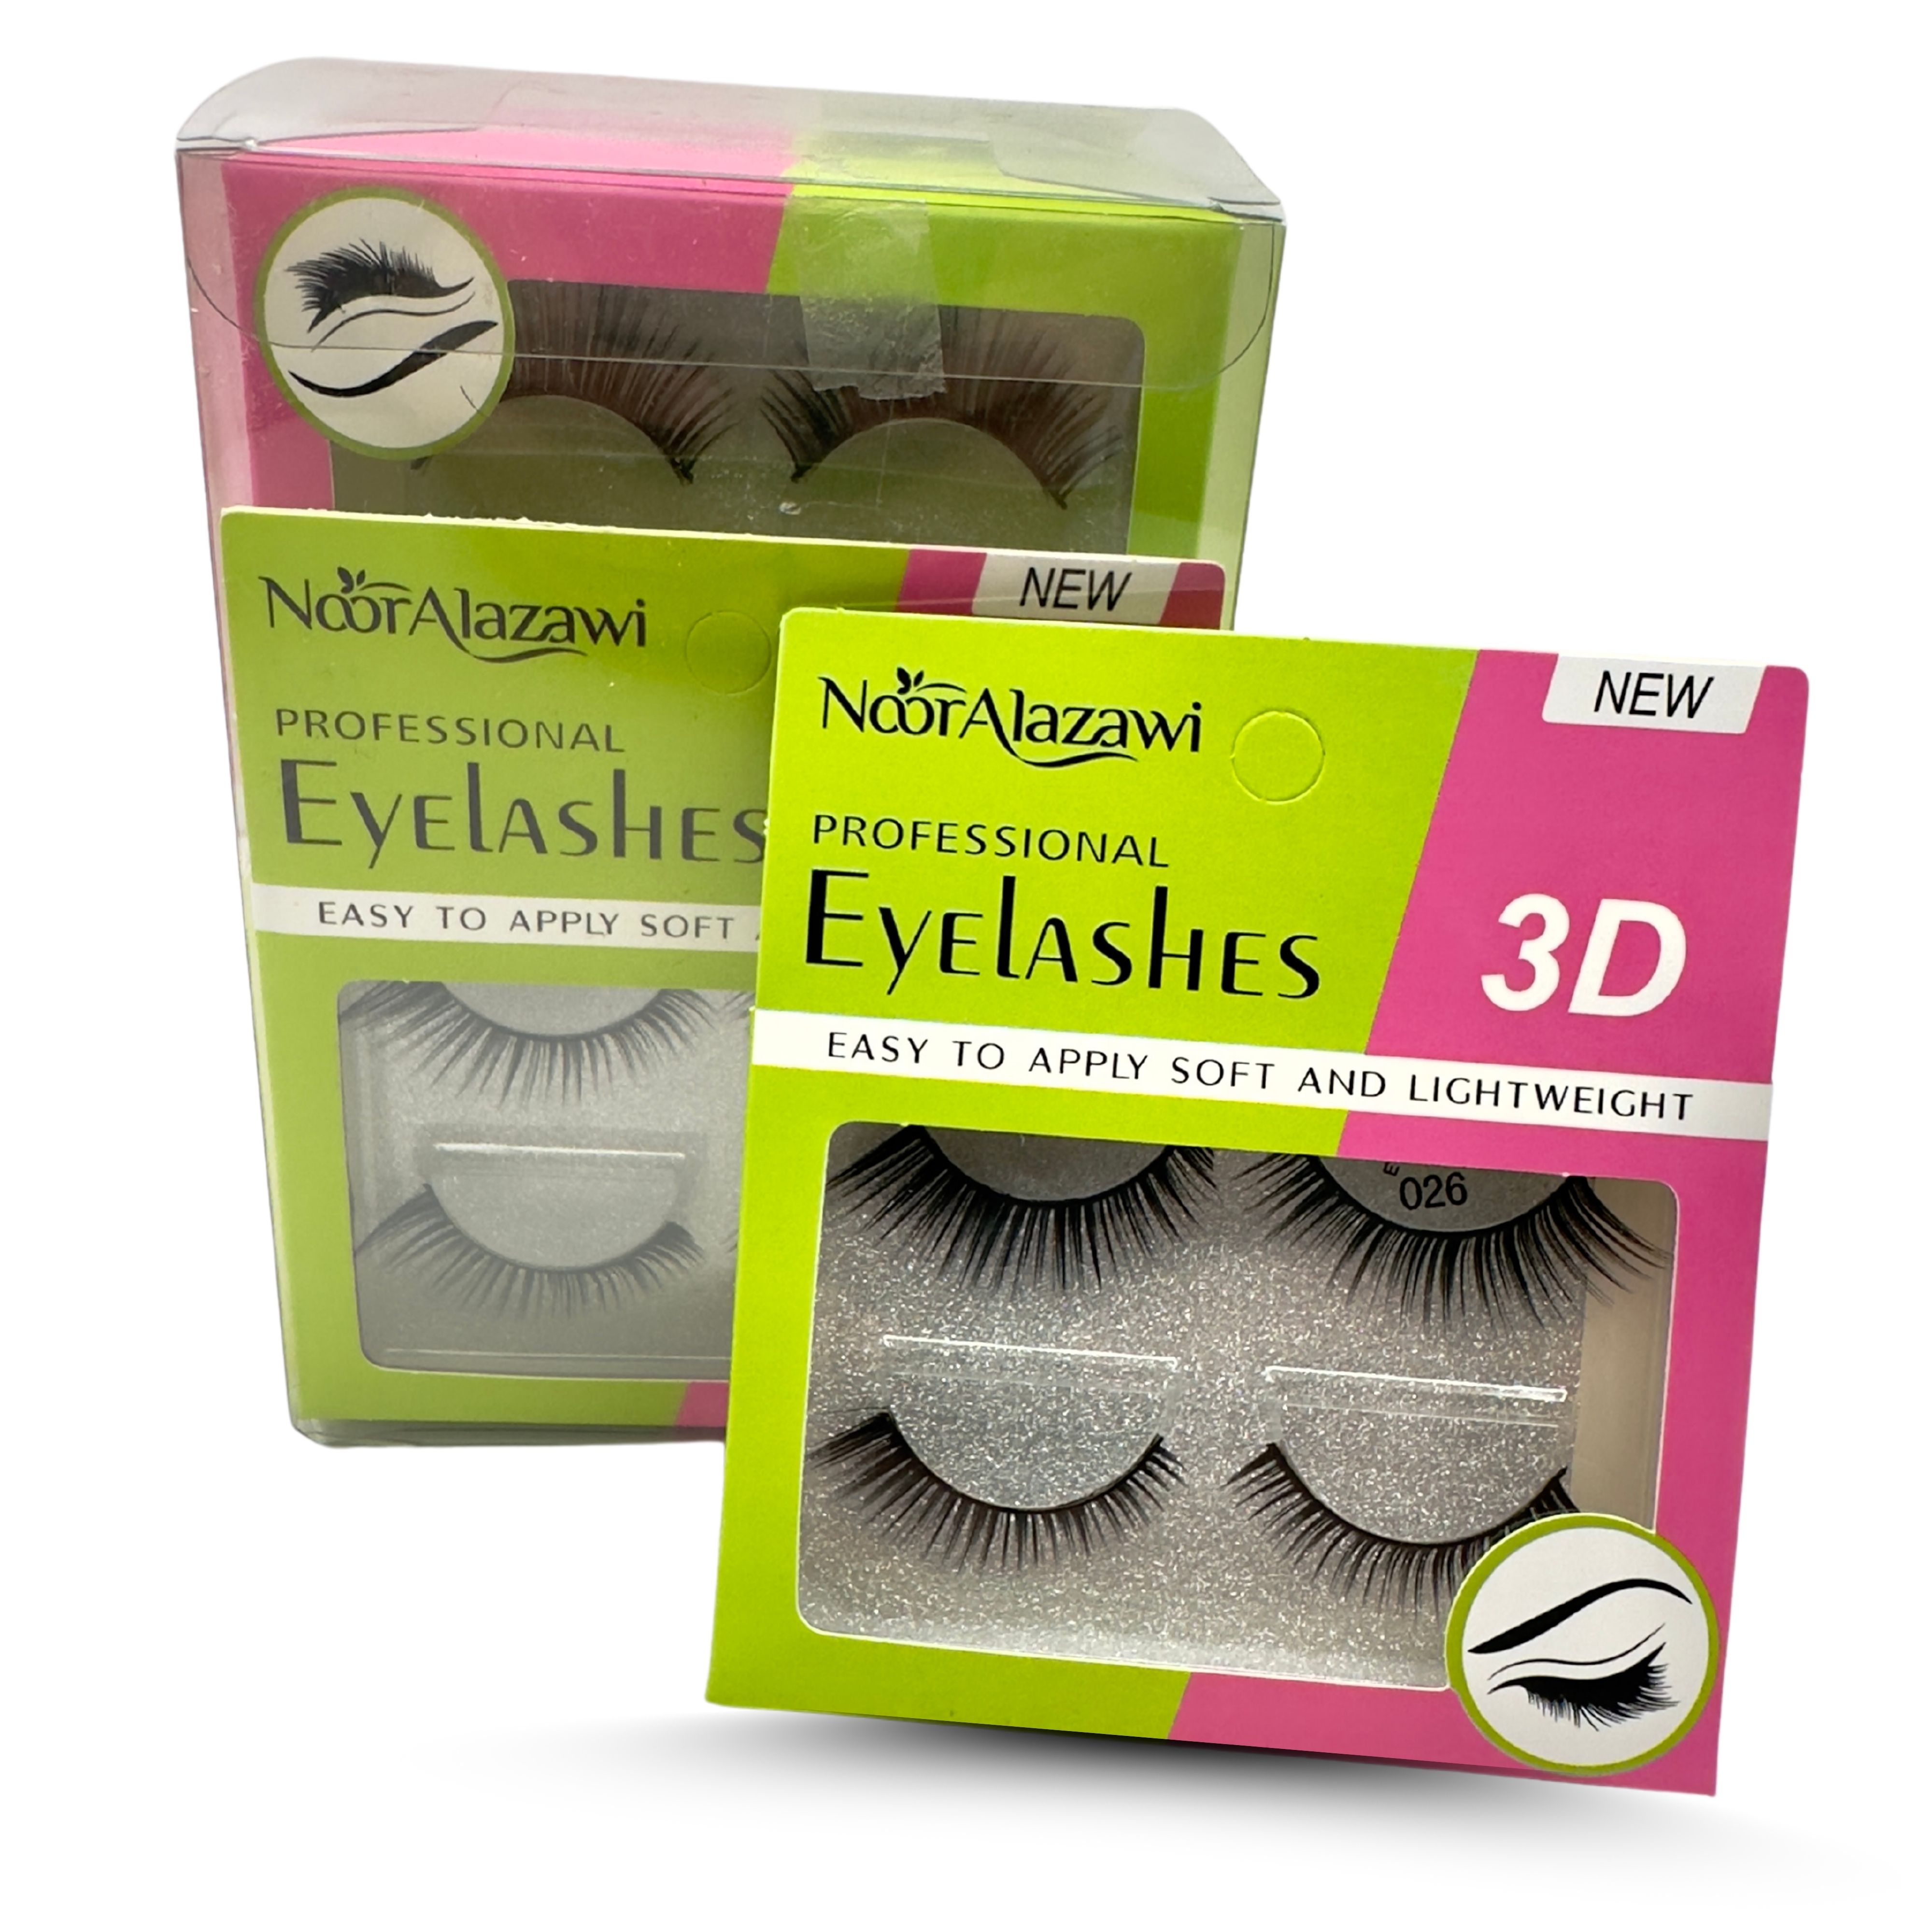 NoorAlazawi
NEW
PROFESSIONAL
Eyelashes
EASY TO APPLY SOFT
NoorAlazawi
NEW
PROFESSIONAL
Eyelashes
3D
EASY TO APPLY SOFT AND LIGHTWEIGHT
026